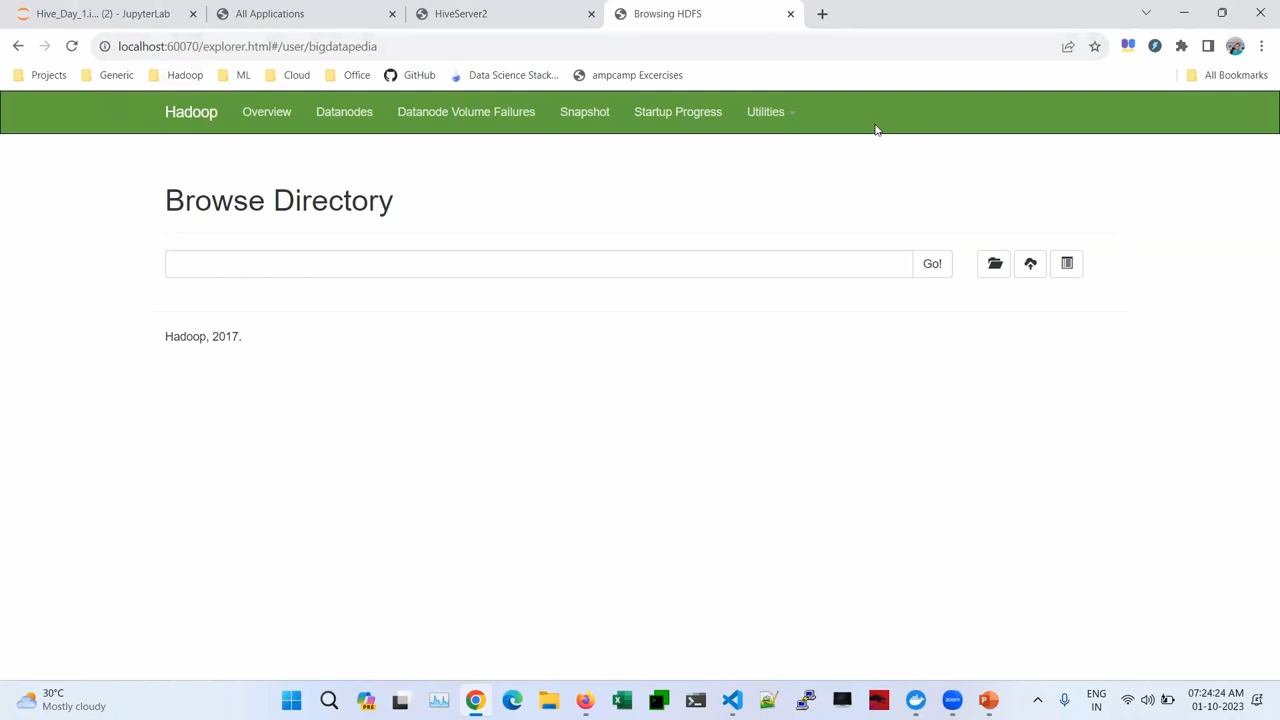 Hive_Day_1.i... (2) - JupyterLab
All Applications
HiveServer2
Browsing HDFS
localhost:60070/explorer.html#/user/bigdatapedia
Projects
Generic
Hadoop
ML
Cloud
Office
GitHub
Data Science Stack...
ampcamp Excercises
All Bookmarks
Hadoop
Overview
Datanodes
Datanode Volume Failures
Snapshot
Startup Progress
Utilities
Browse Directory
Go!
Hadoop, 2017.
30°C
Mostly cloudy
PRE
zoom
ENG
IN
07:24:24 AM
01-10-2023